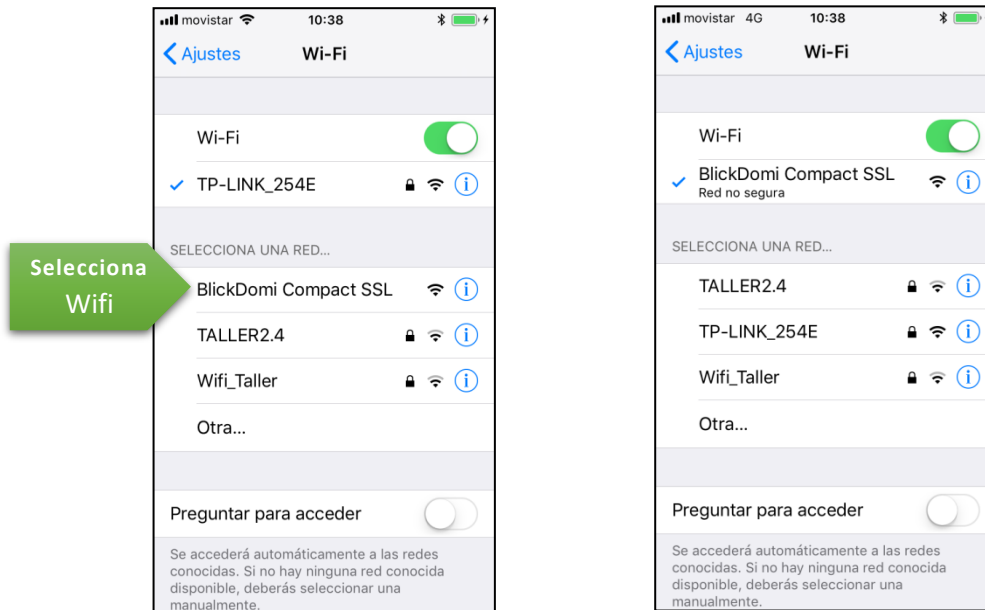 movistar 10:38
Ajustes Wi-Fi
Wi-Fi
TP-LINK_254E
SELECCIONA UNA RED...
Selecciona
Wifi
BlickDomi Compact SSL
TALLER2.4
Wifi_Taller
Otra...
Preguntar para acceder
Se accederá automáticamente a las redes
conocidas. Si no hay ninguna red conocida
disponible, deberás seleccionar una
manualmente.
movistar 4G 10:38
Ajustes Wi-Fi
Wi-Fi
BlickDomi Compact SSL
Red no segura
SELECCIONA UNA RED...
TALLER2.4
TP-LINK_254E
Wifi_Taller
Otra...
Preguntar para acceder
Se accederá automáticamente a las redes
conocidas. Si no hay ninguna red conocida
disponible, deberás seleccionar una
manualmente.